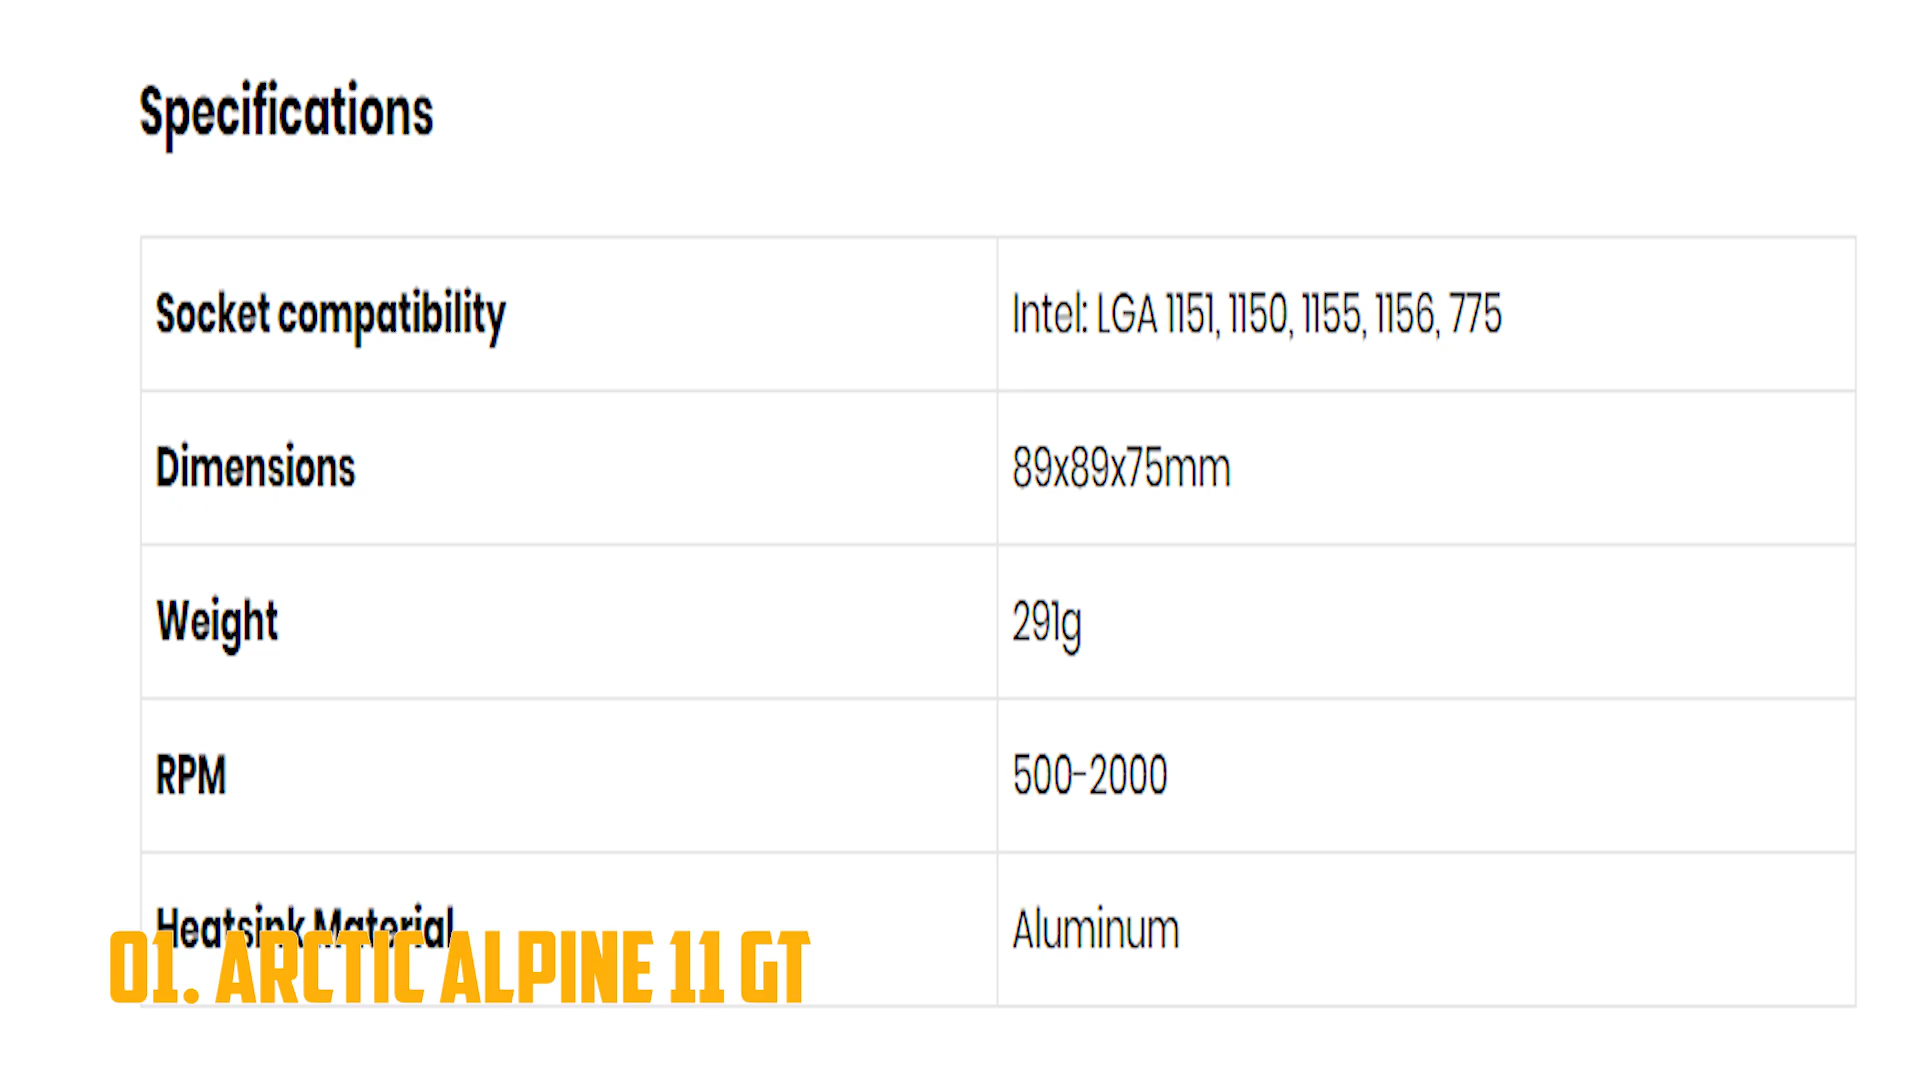 Specifications
Socket compatibility Intel: LGA 1151, 1150, 1155, 1156, 775
Dimensions 89x89x75mm
Weight 291g
RPM 500-2000
Heatsink Material Aluminum
01. ARCTIC ALPINE 11 GT